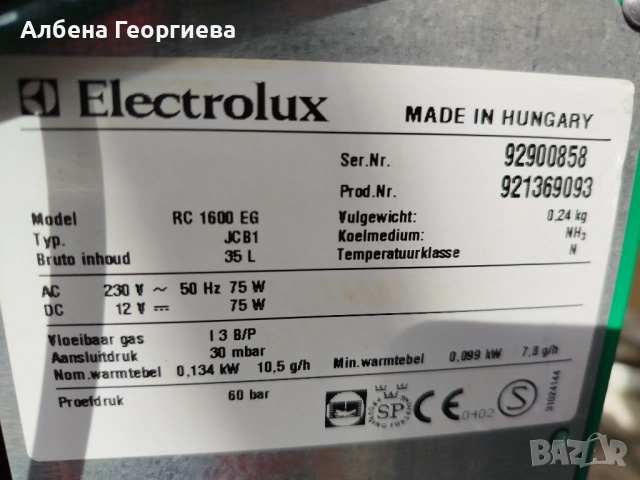 Албена Георгиева
Electrolux MADE IN HUNGARY
Ser.Nr. 92900858
Prod.Nr. 921369093
Model RC 1600 EG Vulgewicht: 0,24 kg
Typ. JCB1 Koelmedium: NH₃
Bruto inhoud 35 L Temperatuurklasse N
AC 230 V ~ 50 Hz 75 W
DC 12 V ⎓ 75 W
Vloeibaar gas I 3 B/P
Aansluitdruk 30 mbar
Nom.warmtebel 0,134 kW 10,5 g/h Min.warmtebel 0,099 kW 7,8 g/h
Proefdruk 60 bar
SP CE 0402 S
31024144
BAZAR